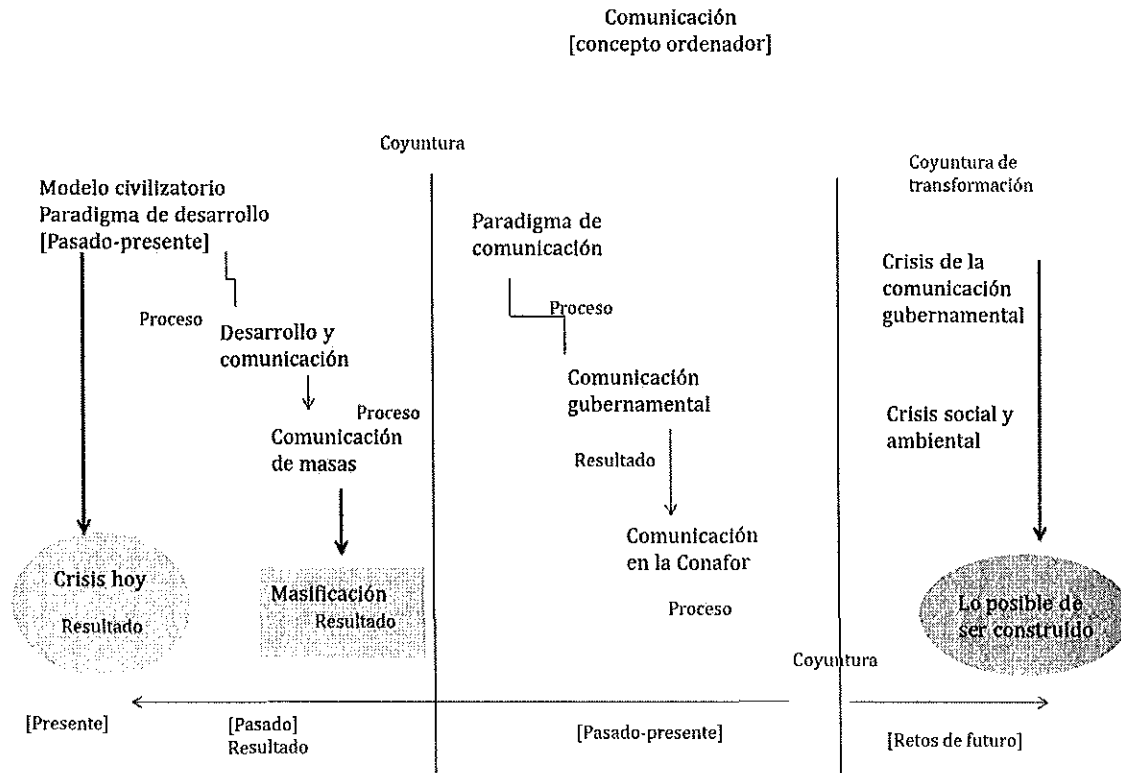 Comunicación
[concepto ordenador]
Coyuntura
Coyuntura de
transformación
Modelo civilizatorio
Paradigma de desarrollo
[Pasado-presente]
Paradigma de
comunicación
Crisis de la
comunicación
gubernamental
Proceso
Desarrollo y
comunicación
Proceso
Comunicación
gubernamental
Proceso
Comunicación
de masas
Crisis social y
ambiental
Resultado
Comunicación
en la Conafor
Crisis hoy
Resultado
Masificación
Resultado
Proceso
Lo posible de
ser construído
Coyuntura
[Presente]
[Pasado]
Resultado
[Pasado-presente]
[Retos de futuro]